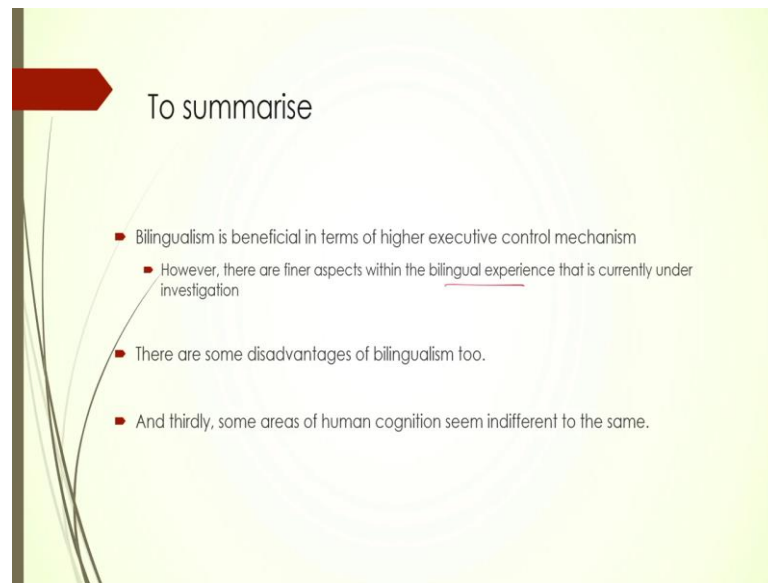 To summarise
Bilingualism is beneficial in terms of higher executive control mechanism
However, there are finer aspects within the bilingual experience that is currently under
investigation
There are some disadvantages of bilingualism too.
And thirdly, some areas of human cognition seem indifferent to the same.